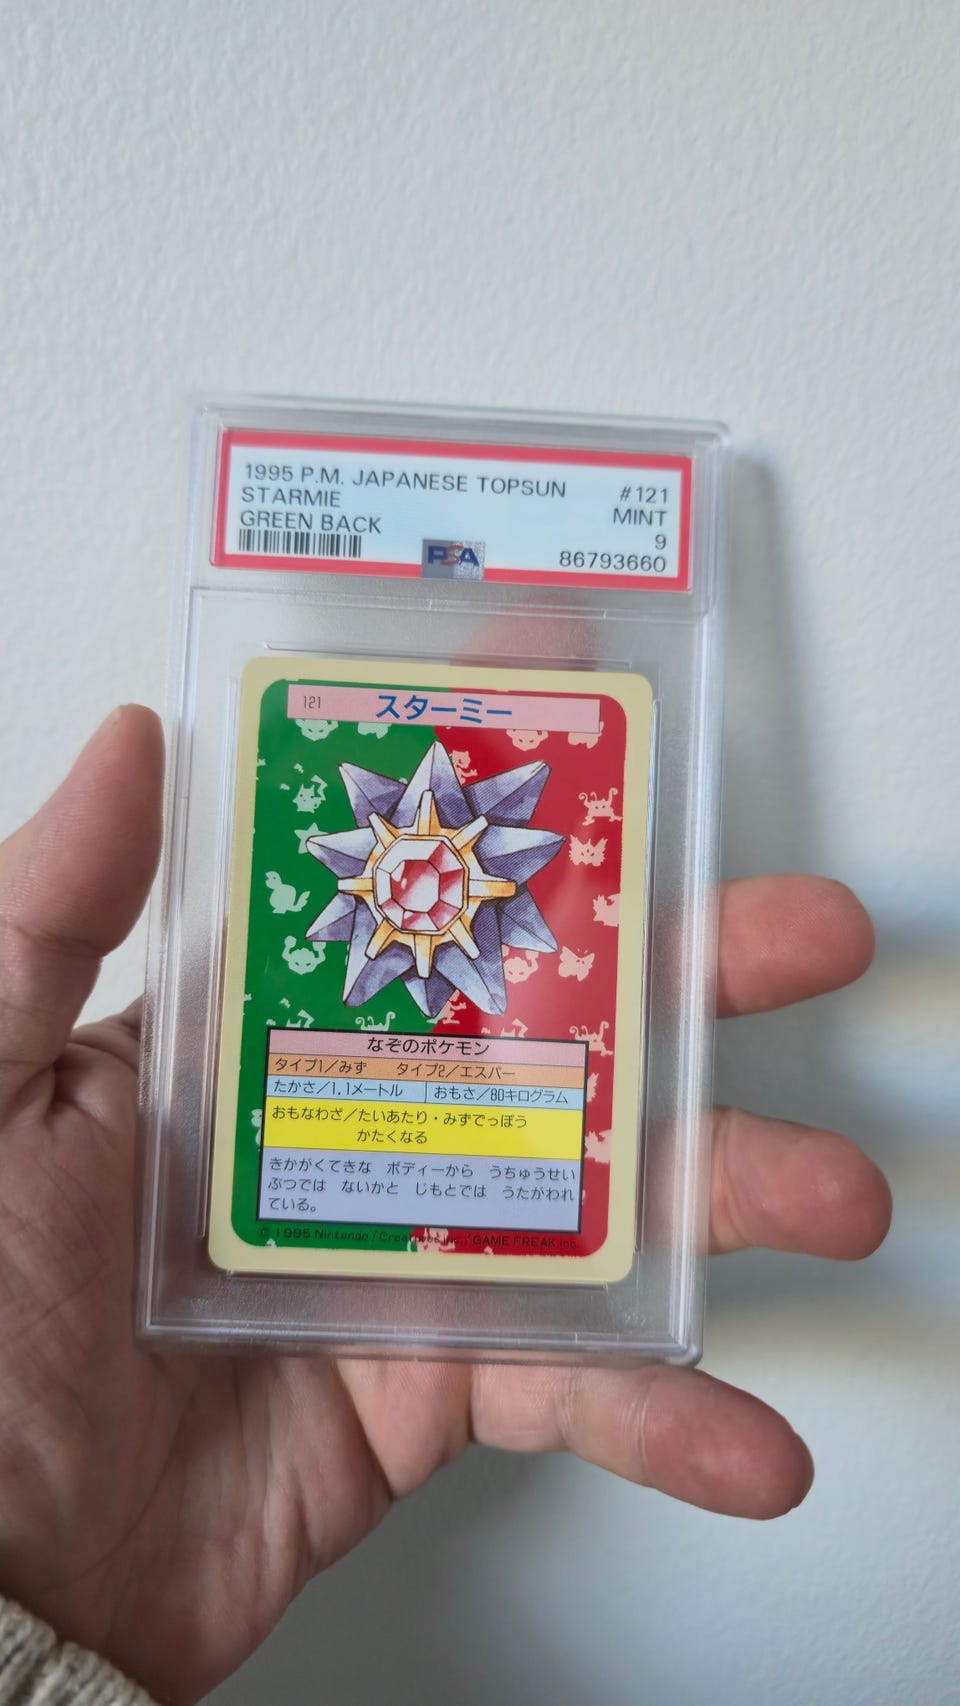 1995 P.M. JAPANESE TOPSUN #121
STARMIE MINT
GREEN BACK 9
PSA 86793660
121 スターミー
なぞのポケモン
タイプ1/みず タイプ2/エスパー
たかさ/1.1メートル おもさ/80キログラム
おもなわざ/たいあたり・みずでっぽう
かたくなる
きかがくてきな ボディーから うちゅうせい
ぶつでは ないかと じもとでは うたがわれ
ている。
© 1995 Nintendo / Creatures inc. / GAME FREAK inc.